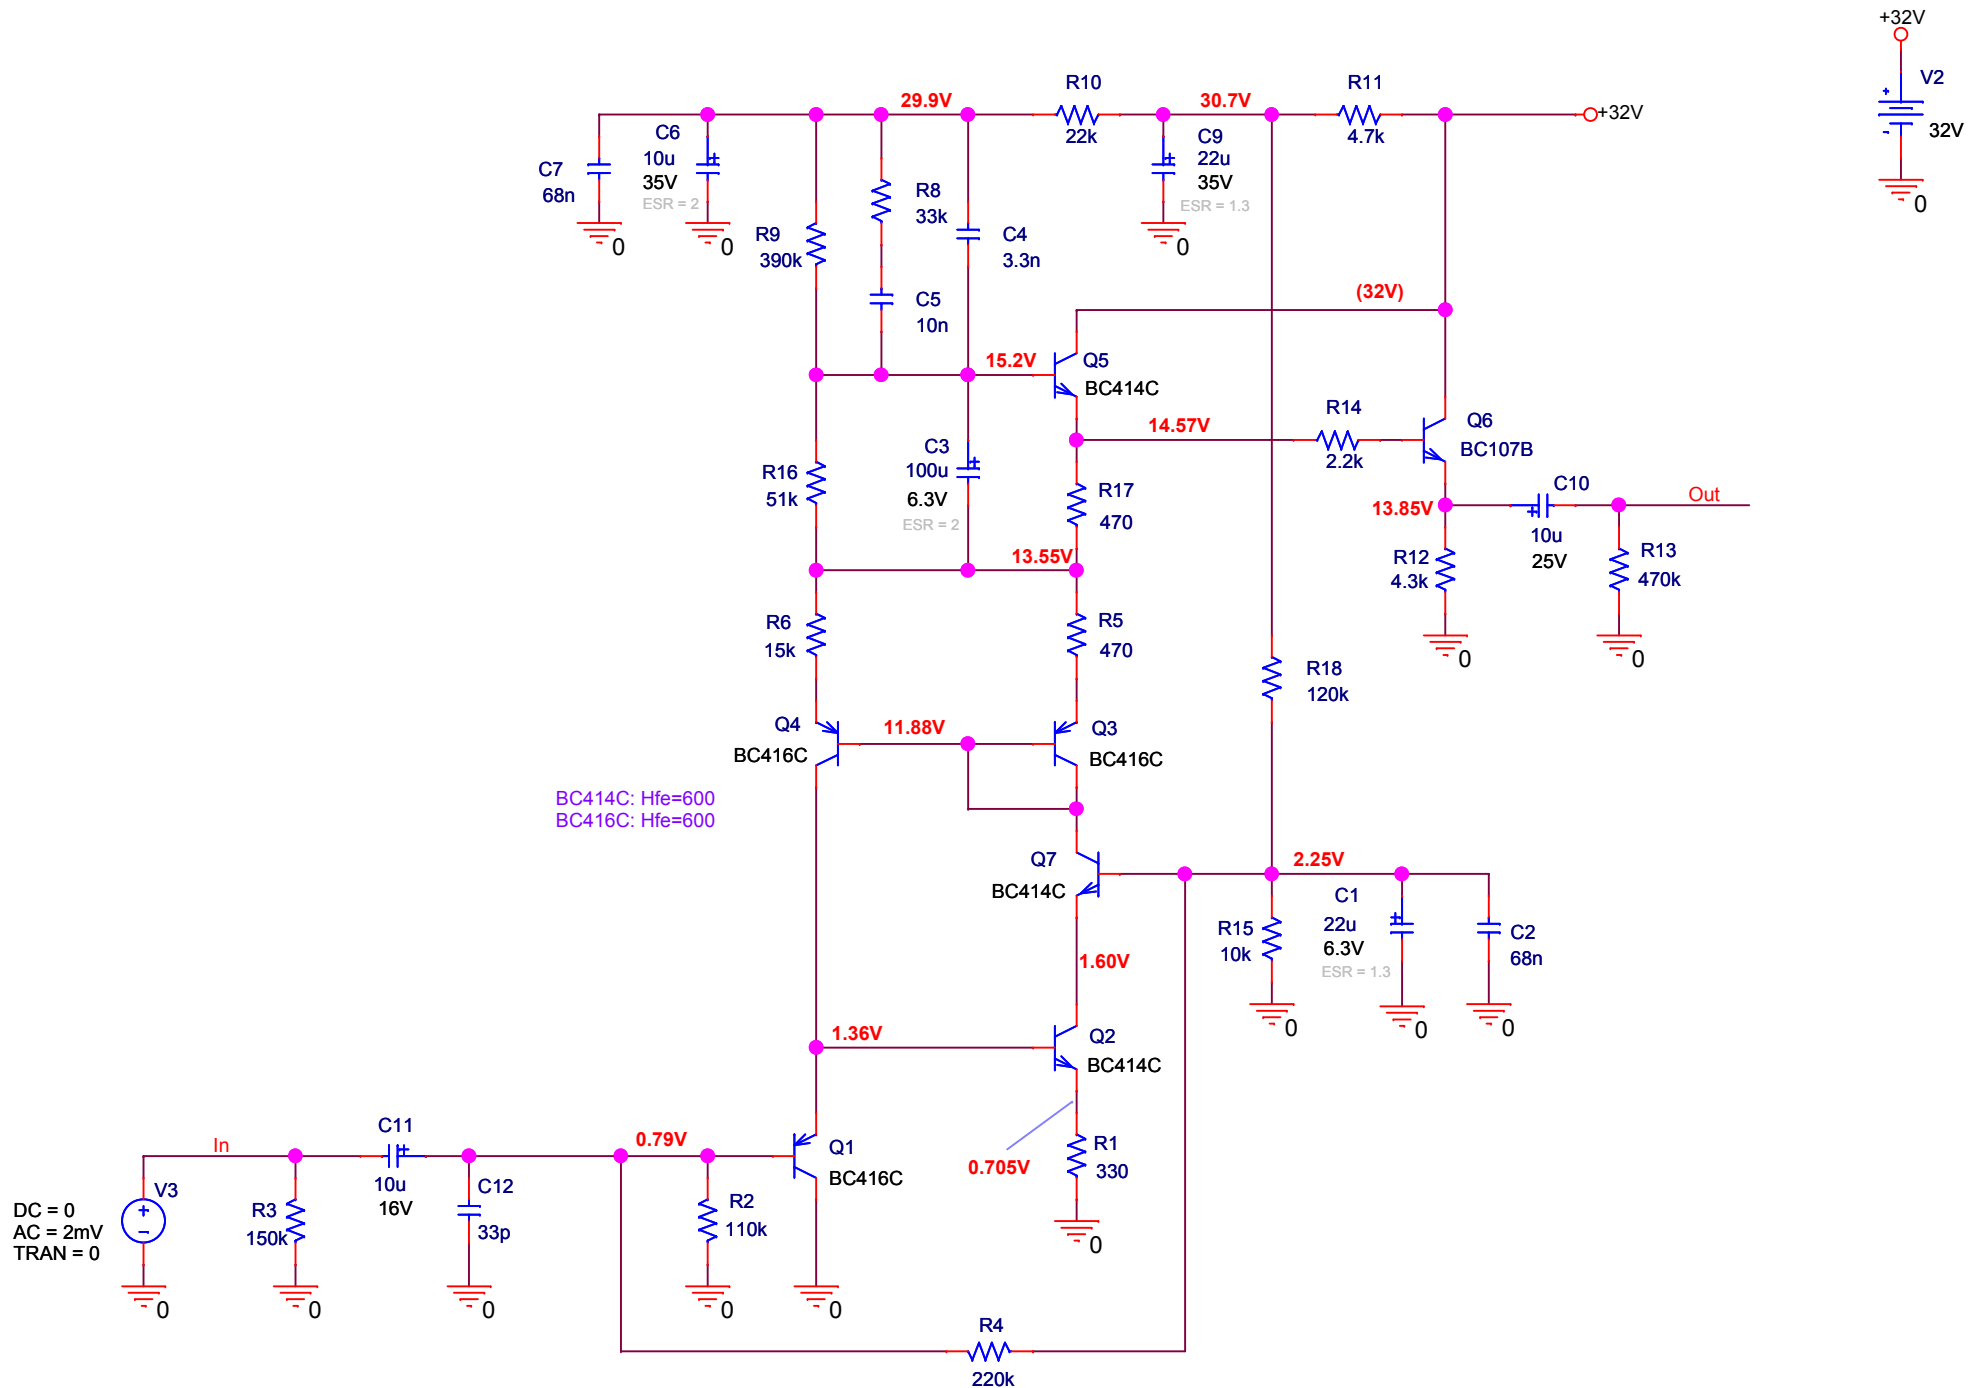 +32V
V2
32V
0
R10
22k
R11
4.7k
29.9V
30.7V
+32V
C7
68n
0
C6
10u
35V
ESR = 2
0
R9
390k
R8
33k
C5
10n
C4
3.3n
C9
22u
35V
ESR = 1.3
0
(32V)
15.2V
Q5
BC414C
14.57V
R14
2.2k
Q6
BC107B
R16
51k
C3
100u
6.3V
ESR = 2
R17
470
13.55V
13.85V
C10
10u
25V
Out
R12
4.3k
0
R13
470k
0
R6
15k
R5
470
R18
120k
Q4
BC416C
11.88V
Q3
BC416C
BC414C: Hfe=600
BC416C: Hfe=600
Q7
BC414C
2.25V
R15
10k
0
C1
22u
6.3V
ESR = 1.3
0
C2
68n
0
1.60V
1.36V
Q2
BC414C
0.705V
R1
330
0
In
C11
10u
16V
0.79V
Q1
BC416C
V3
DC = 0
AC = 2mV
TRAN = 0
0
R3
150k
0
C12
33p
0
R2
110k
0
0
R4
220k